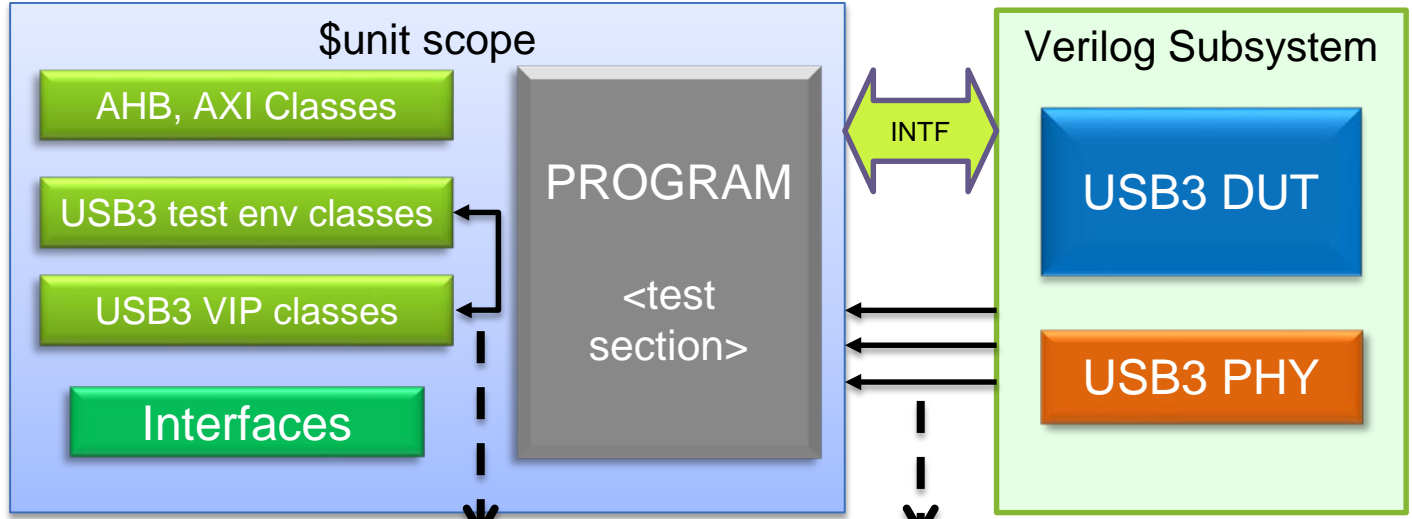 $unit scope
AHB, AXI Classes
USB3 test env classes
USB3 VIP classes
Interfaces
PROGRAM
<test
section>
INTF
Verilog Subsystem
USB3 DUT
USB3 PHY